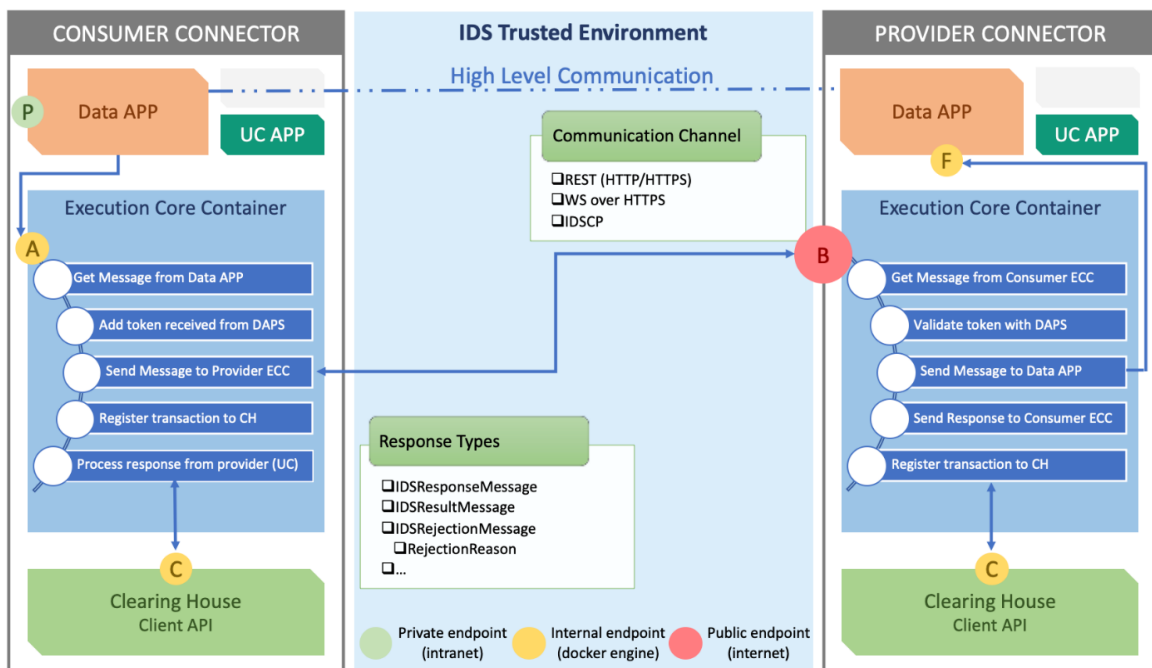 CONSUMER CONNECTOR
Data APP
P
UC APP
Execution Core Container
A
Get Message from Data APP
Add token received from DAPS
Send Message to Provider ECC
Register transaction to CH
Process response from provider (UC)
C
Clearing House
Client API
IDS Trusted Environment
High Level Communication
Communication Channel
REST (HTTP/HTTPS)
WS over HTTPS
IDSCP
B
Response Types
IDSResponseMessage
IDSResultMessage
IDSRejectionMessage
RejectionReason
...
Private endpoint
(intranet)
Internal endpoint
(docker engine)
Public endpoint
(internet)
PROVIDER CONNECTOR
Data APP
UC APP
F
Execution Core Container
Get Message from Consumer ECC
Validate token with DAPS
Send Message to Data APP
Send Response to Consumer ECC
Register transaction to CH
C
Clearing House
Client API